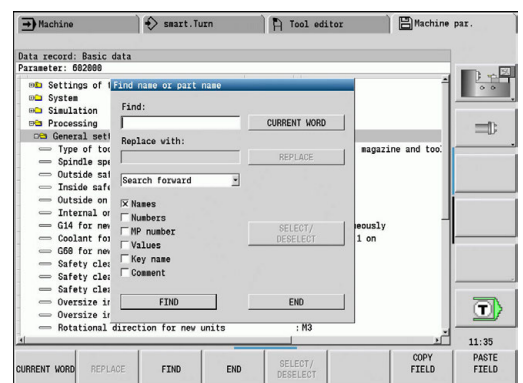 Machine
smart.Turn
Tool editor
Machine par.
Data record: Basic data
Parameter: 602000
Settings of
System
Simulation
Processing
General sett
Type of too magazine and tool
Spindle spe
Outside saf
Inside safe
Outside on
Internal on
G14 for new eously
Coolant for 1 on
G60 for new
Safety clea
Safety clea
Safety clea
Oversize in
Oversize in
Rotational direction for new units : M3
Find name or part name
Find:
CURRENT WORD
Replace with:
REPLACE
Search forward
Names
Numbers
MP number
Values
Key name
Comment
SELECT/
DESELECT
FIND
END
11:35
CURRENT WORD
REPLACE
FIND
END
SELECT/
DESELECT
COPY
FIELD
PASTE
FIELD
T